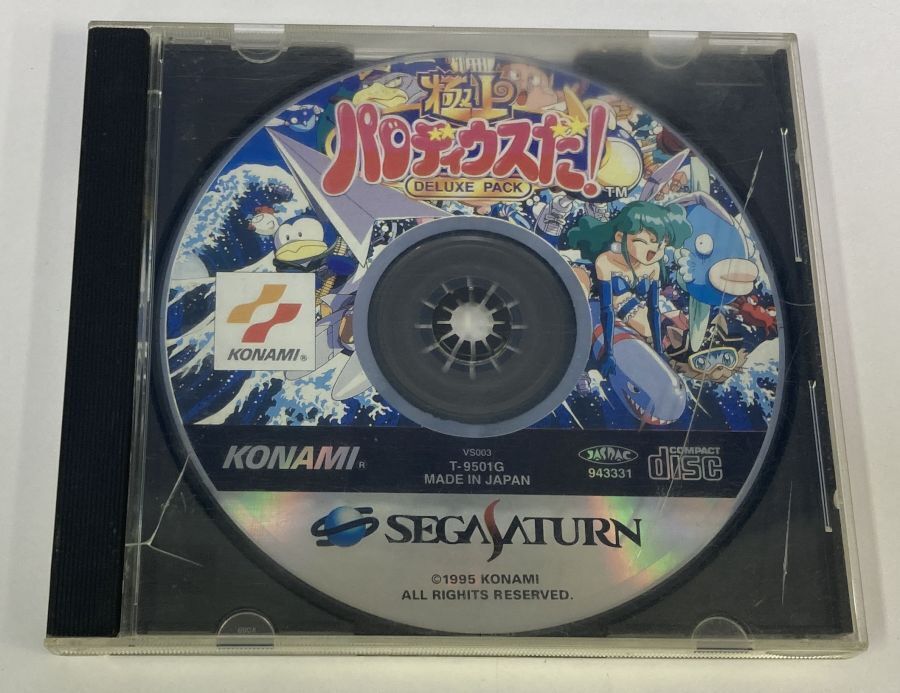 極上
パロディウスだ!
DELUXE PACK
TM
KONAMI®
KONAMI®
VS003
T-9501G
MADE IN JAPAN
JASRAC
943331
COMPACT
disc
SEGA SATURN
©1995 KONAMI
ALL RIGHTS RESERVED.